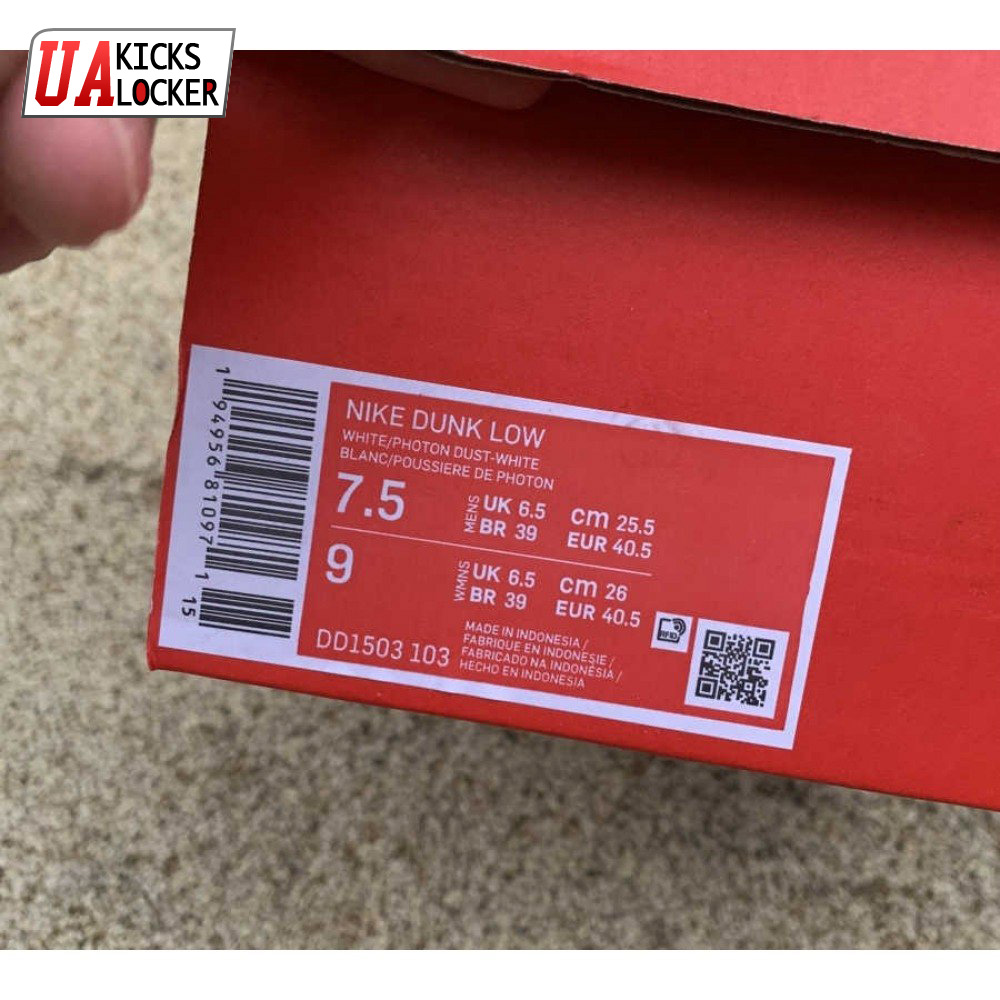 UA KICKS
LOCKER
NIKE DUNK LOW
WHITE/PHOTON DUST-WHITE
BLANC/POUSSIERE DE PHOTON
7.5 MENS UK 6.5 cm 25.5
BR 39 EUR 40.5
9 WMNS UK 6.5 cm 26
BR 39 EUR 40.5
DD1503 103
MADE IN INDONESIA /
FABRIQUE EN INDONESIE /
FABRICADO NA INDONÉSIA /
HECHO EN INDONESIA
RFID
1 94956 81097 1 15